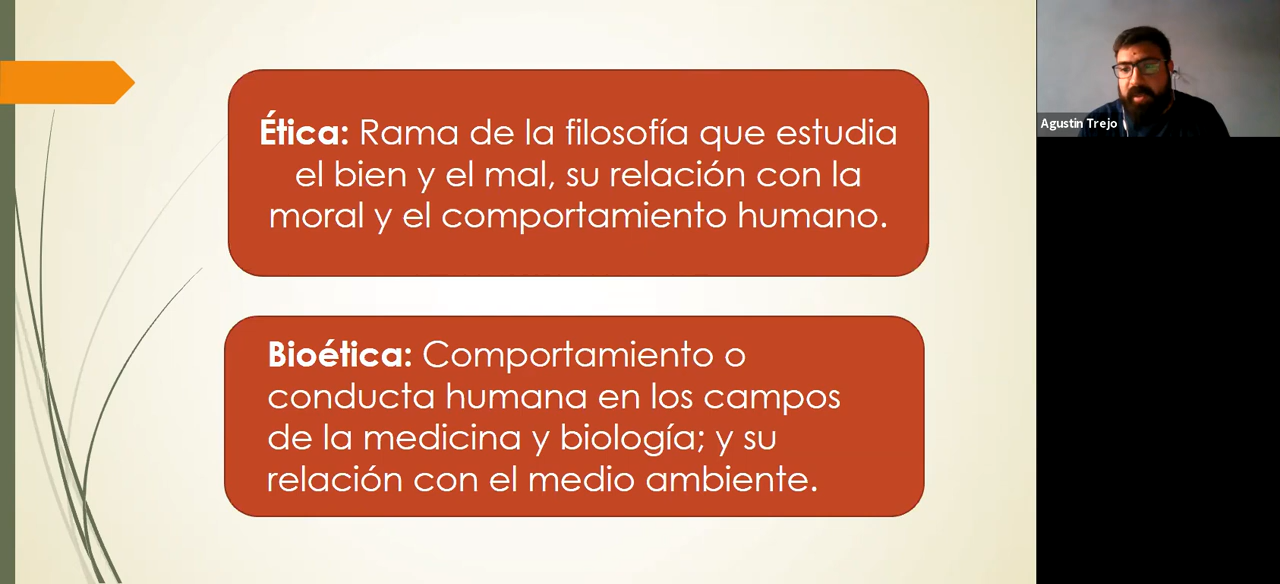 Ética: Rama de la filosofía que estudia
el bien y el mal, su relación con la
moral y el comportamiento humano.
Bioética: Comportamiento o
conducta humana en los campos
de la medicina y biología; y su
relación con el medio ambiente.
Agustin Trejo